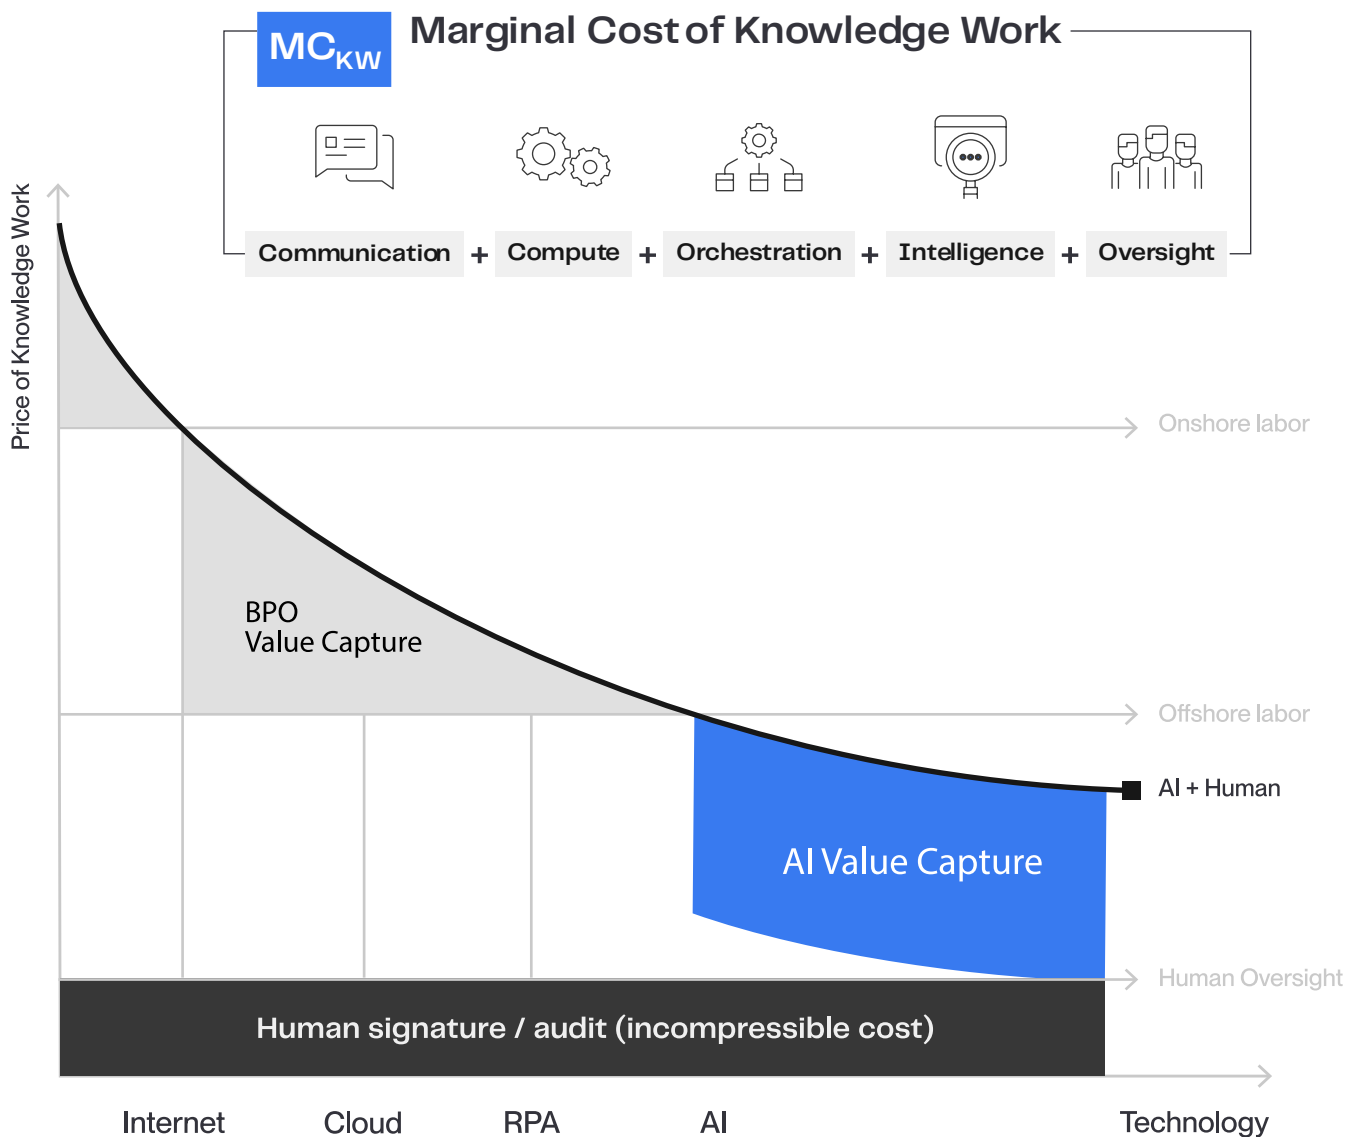 MCKW
Marginal Cost of Knowledge Work
Communication + Compute + Orchestration + Intelligence + Oversight
Price of Knowledge Work
Onshore labor
BPO
Value Capture
Offshore labor
AI + Human
AI Value Capture
Human Oversight
Human signature / audit (incompressible cost)
Internet Cloud RPA AI Technology